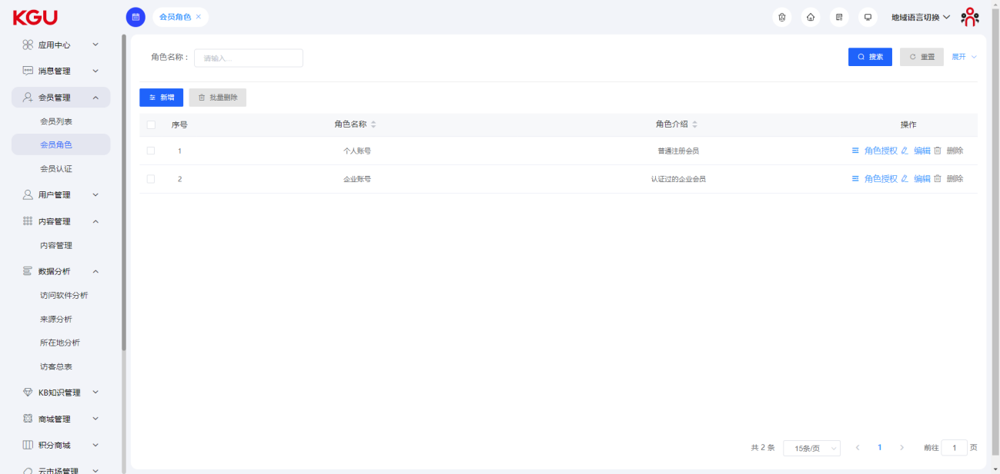 KGU
会员角色 ×
地域语言切换
应用中心
消息管理
会员管理
会员列表
会员角色
会员认证
用户管理
内容管理
内容管理
数据分析
访问软件分析
来源分析
所在地分析
访客总表
KB知识管理
商城管理
积分商城
云市场管理
角色名称： 请输入... 搜索 重置 展开
新增 批量删除
序号 角色名称 角色介绍 操作
1 个人账号 普通注册会员 角色授权 编辑 删除
2 企业账号 认证过的企业会员 角色授权 编辑 删除
共 2 条 15条/页 1 前往 1 页